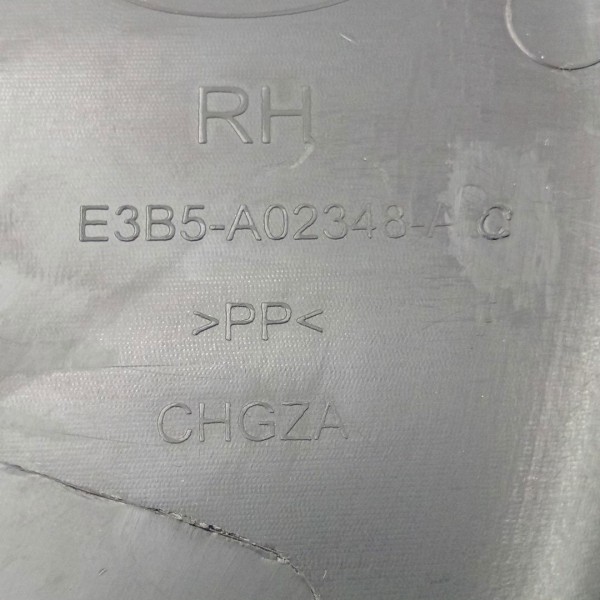 RH
E3B5-A02348-A C
>PP<
CHGZA